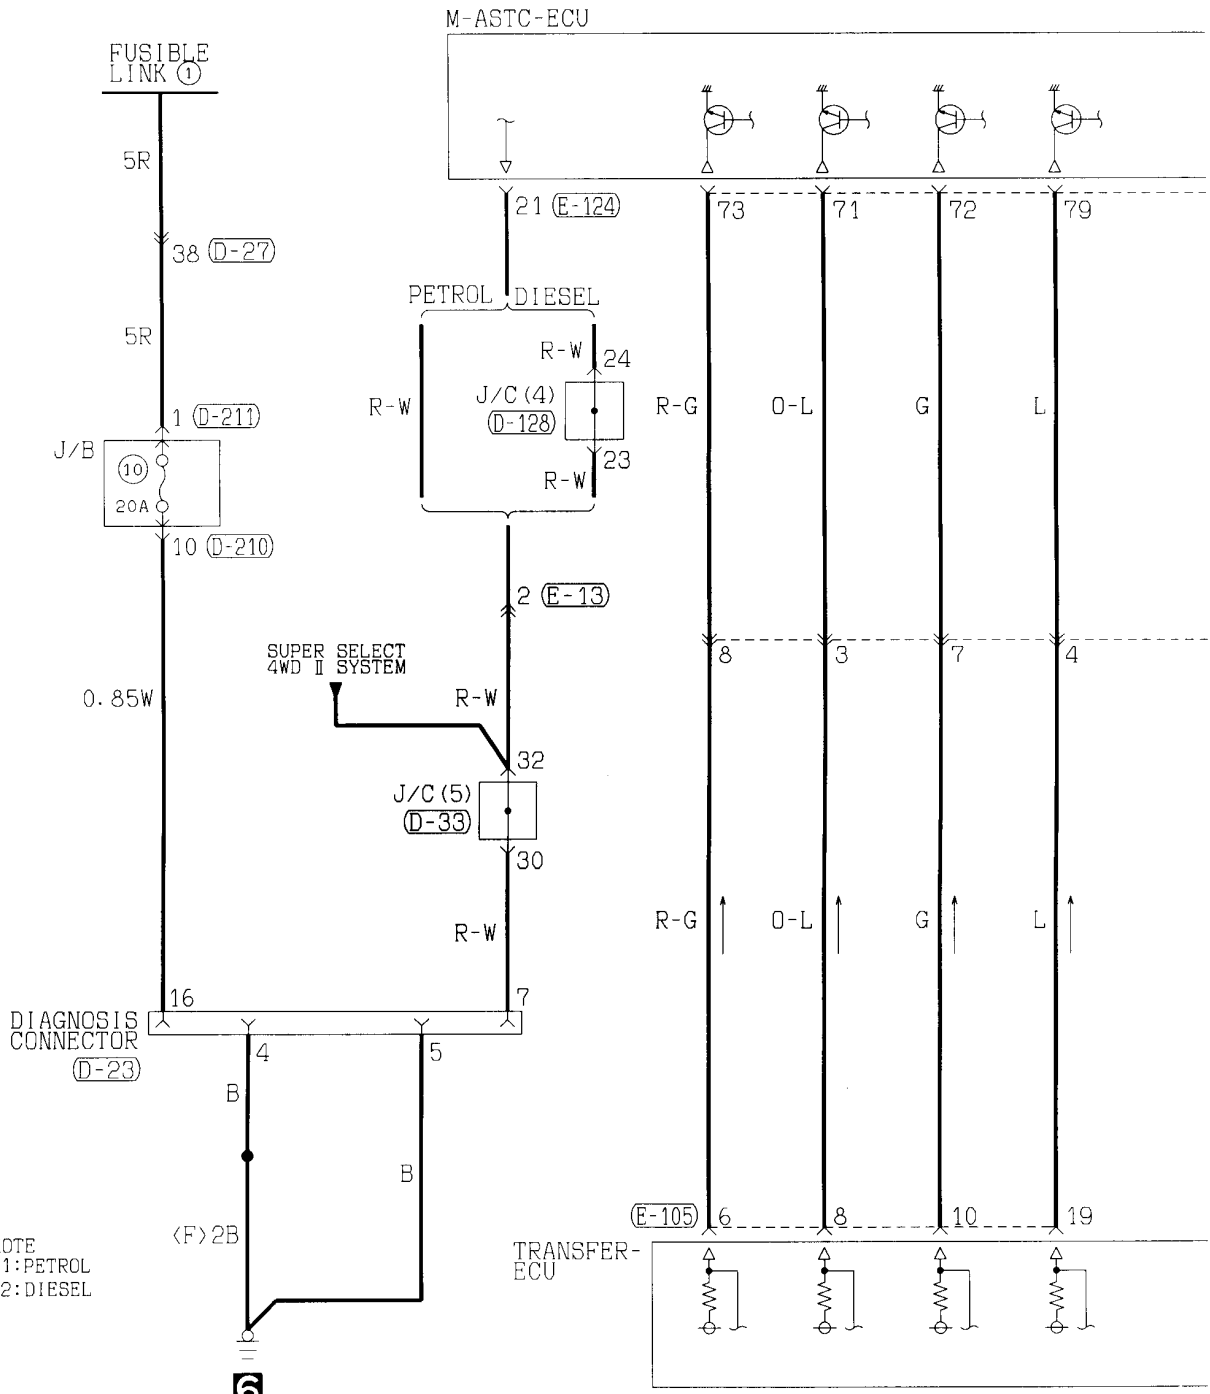 M-ASTC-ECU
FUSIBLE
LINK ①
5R
38 (D-27)
5R
1 (D-211)
J/B
10
20A
10 (D-210)
0.85W
21 (E-124)
73
71
72
79
PETROL
DIESEL
R-W
R-W
24
J/C(4)
(D-128)
23
R-W
R-G
O-L
G
L
2 (E-13)
8
3
7
4
SUPER SELECT
4WD Ⅱ SYSTEM
R-W
32
J/C(5)
(D-33)
30
R-W
R-G
O-L
G
L
16
7
DIAGNOSIS
CONNECTOR
(D-23)
4
5
B
B
<F>2B
OTE
1:PETROL
2:DIESEL
6
(E-105)
6
8
10
19
TRANSFER-
ECU